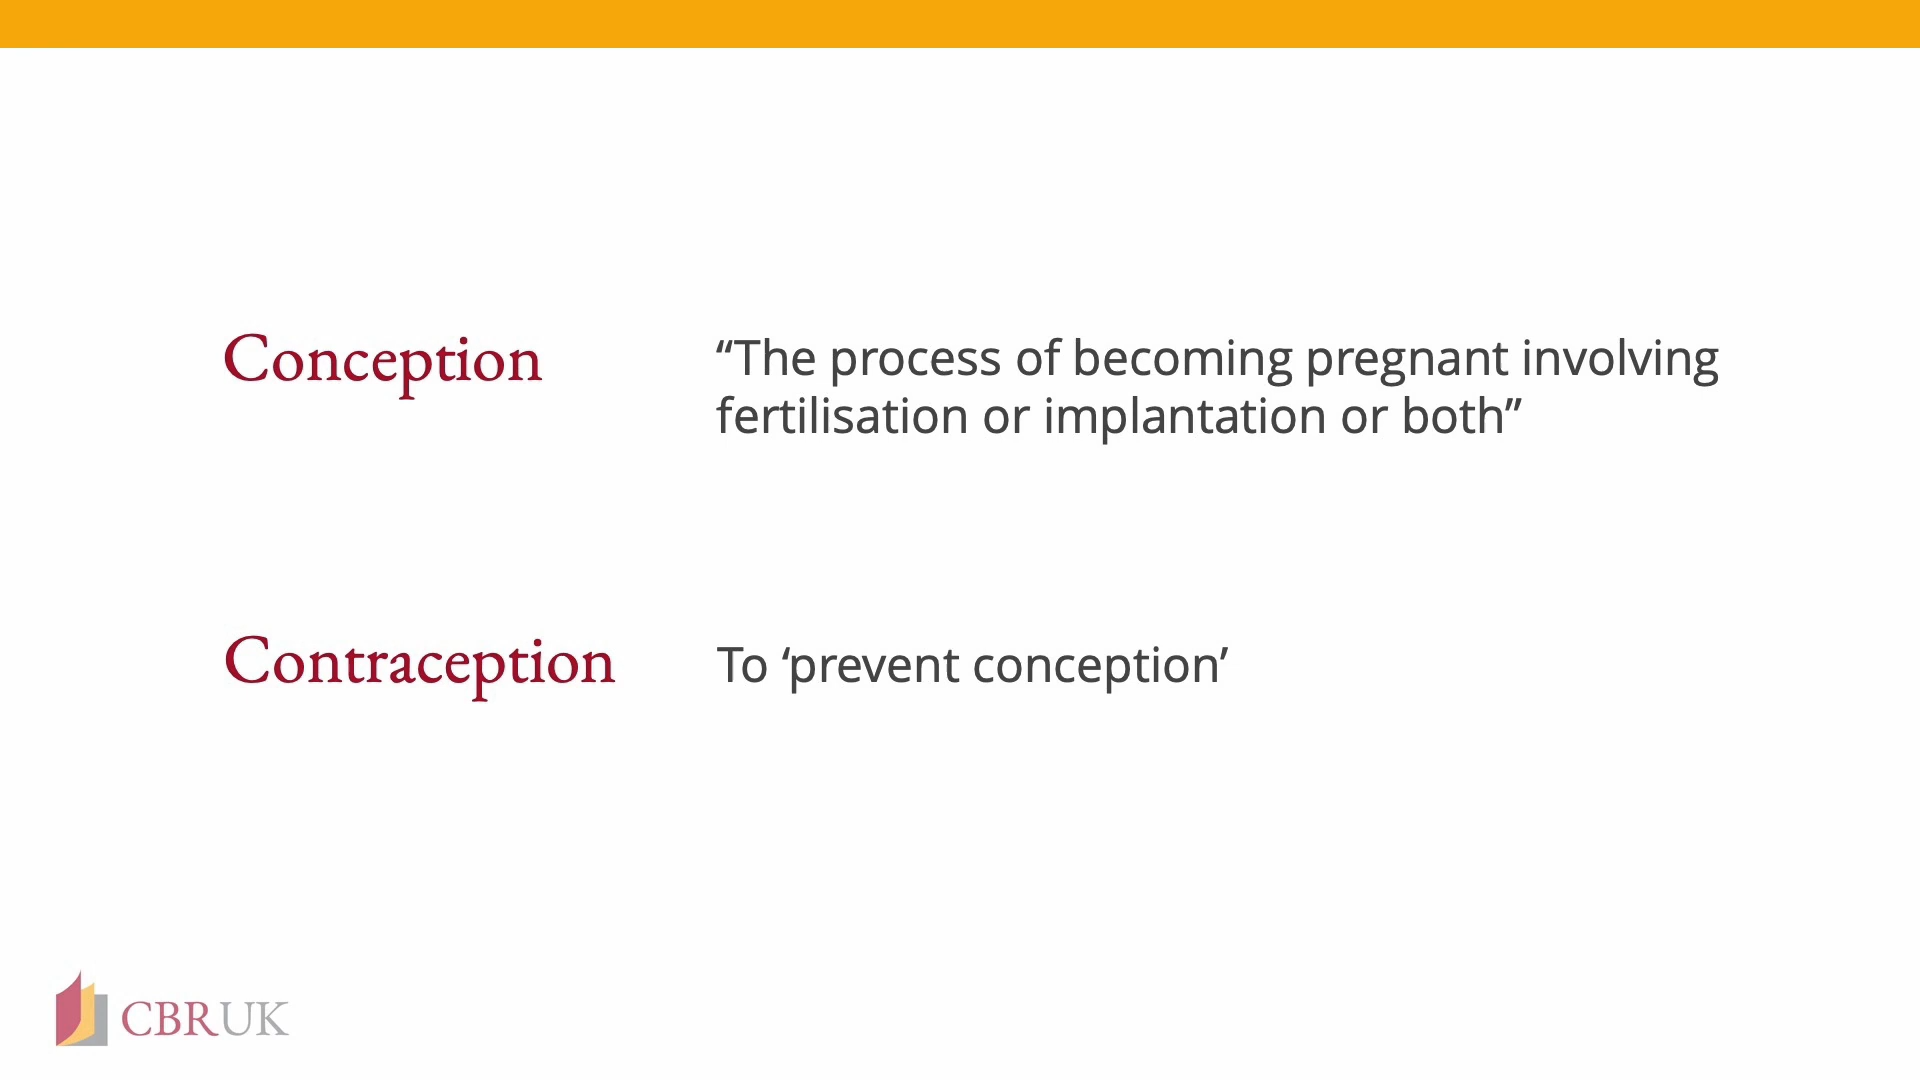 Conception
“The process of becoming pregnant involving
fertilisation or implantation or both”
Contraception
To ‘prevent conception’
CBRUK